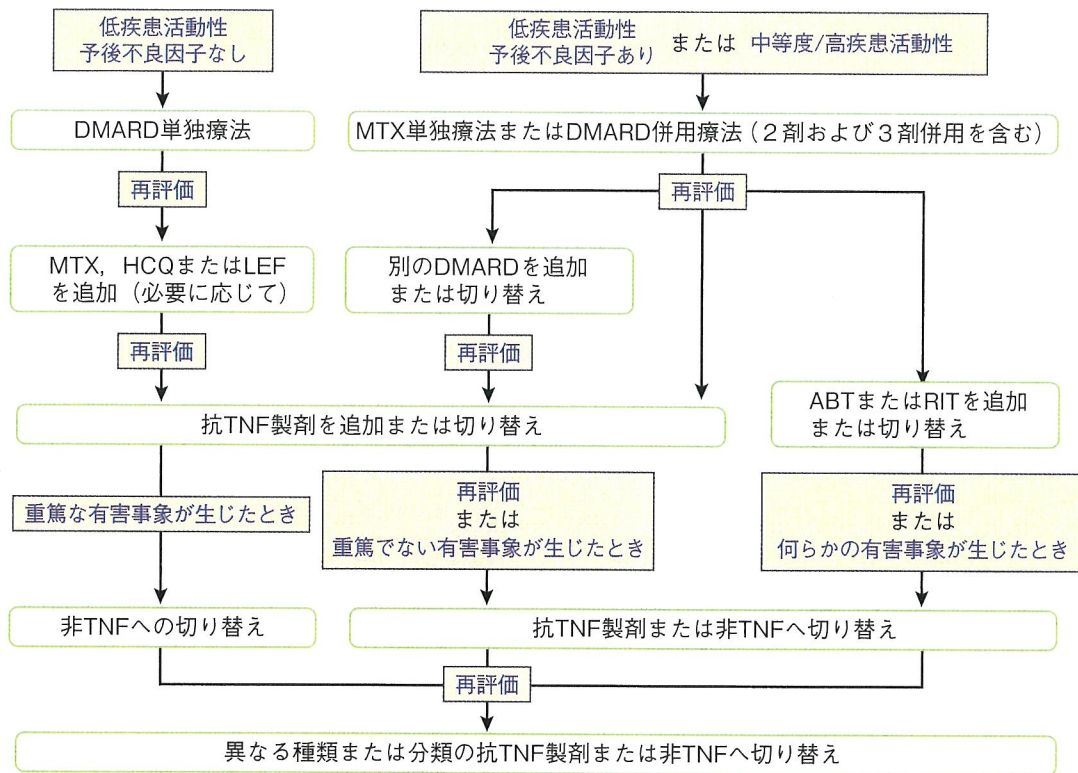 低疾患活動性
予後不良因子なし
低疾患活動性
予後不良因子あり または 中等度/高疾患活動性
DMARD単独療法
MTX単独療法またはDMARD併用療法（2剤および3剤併用を含む）
再評価
再評価
MTX，HCQまたはLEF
を追加（必要に応じて）
別のDMARDを追加
または切り替え
再評価
再評価
抗TNF製剤を追加または切り替え
ABTまたはRITを追加
または切り替え
重篤な有害事象が生じたとき
再評価
または
重篤でない有害事象が生じたとき
再評価
または
何らかの有害事象が生じたとき
非TNFへの切り替え
抗TNF製剤または非TNFへ切り替え
再評価
異なる種類または分類の抗TNF製剤または非TNFへ切り替え